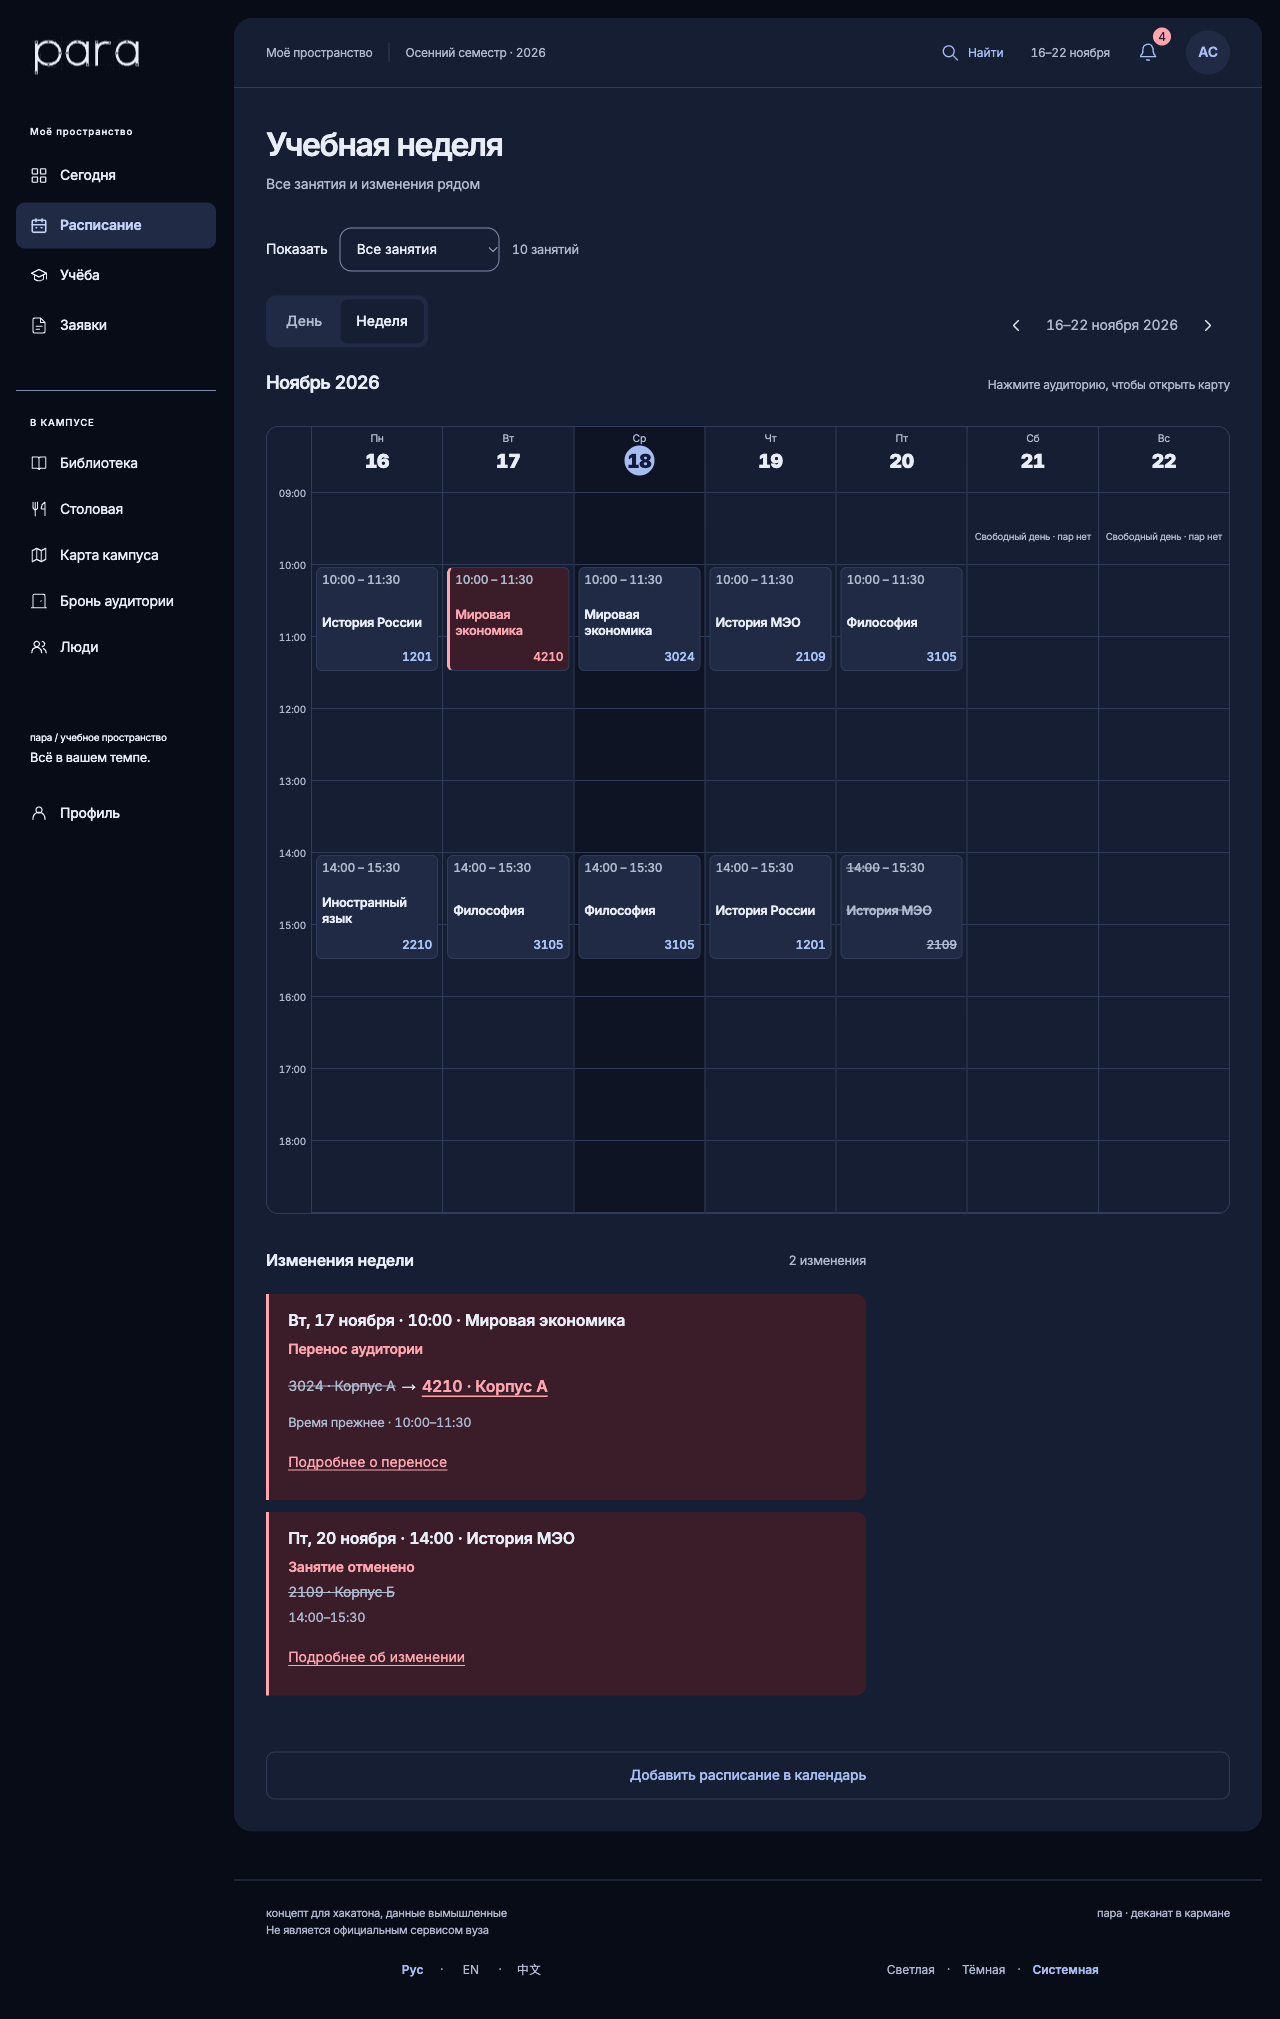 para
Моё пространство
Сегодня
Расписание
Учёба
Заявки
В КАМПУСЕ
Библиотека
Столовая
Карта кампуса
Бронь аудитории
Люди
пара / учебное пространство
Всё в вашем темпе.
Профиль
Моё пространство
Осенний семестр · 2026
Найти
16–22 ноября
4
АС
Учебная неделя
Все занятия и изменения рядом
Показать
Все занятия
10 занятий
День
Неделя
16–22 ноября 2026
Ноябрь 2026
Нажмите аудиторию, чтобы открыть карту
Пн
16
Вт
17
Ср
18
Чт
19
Пт
20
Сб
21
Вс
22
09:00
Свободный день · пар нет
Свободный день · пар нет
10:00
10:00 – 11:30
История России
1201
10:00 – 11:30
Мировая
экономика
4210
10:00 – 11:30
Мировая
экономика
3024
10:00 – 11:30
История МЭО
2109
10:00 – 11:30
Философия
3105
11:00
12:00
13:00
14:00
14:00 – 15:30
Иностранный
язык
2210
14:00 – 15:30
Философия
3105
14:00 – 15:30
Философия
3105
14:00 – 15:30
История России
1201
14:00 – 15:30
История МЭО
2109
15:00
16:00
17:00
18:00
Изменения недели
2 изменения
Вт, 17 ноября · 10:00 · Мировая экономика
Перенос аудитории
3024 · Корпус А → 4210 · Корпус А
Время прежнее · 10:00–11:30
Подробнее о переносе
Пт, 20 ноября · 14:00 · История МЭО
Занятие отменено
2109 · Корпус Б
14:00–15:30
Подробнее об изменении
Добавить расписание в календарь
концепт для хакатона, данные вымышленные
Не является официальным сервисом вуза
пара · деканат в кармане
Рус · EN · 中文
Светлая · Тёмная · Системная